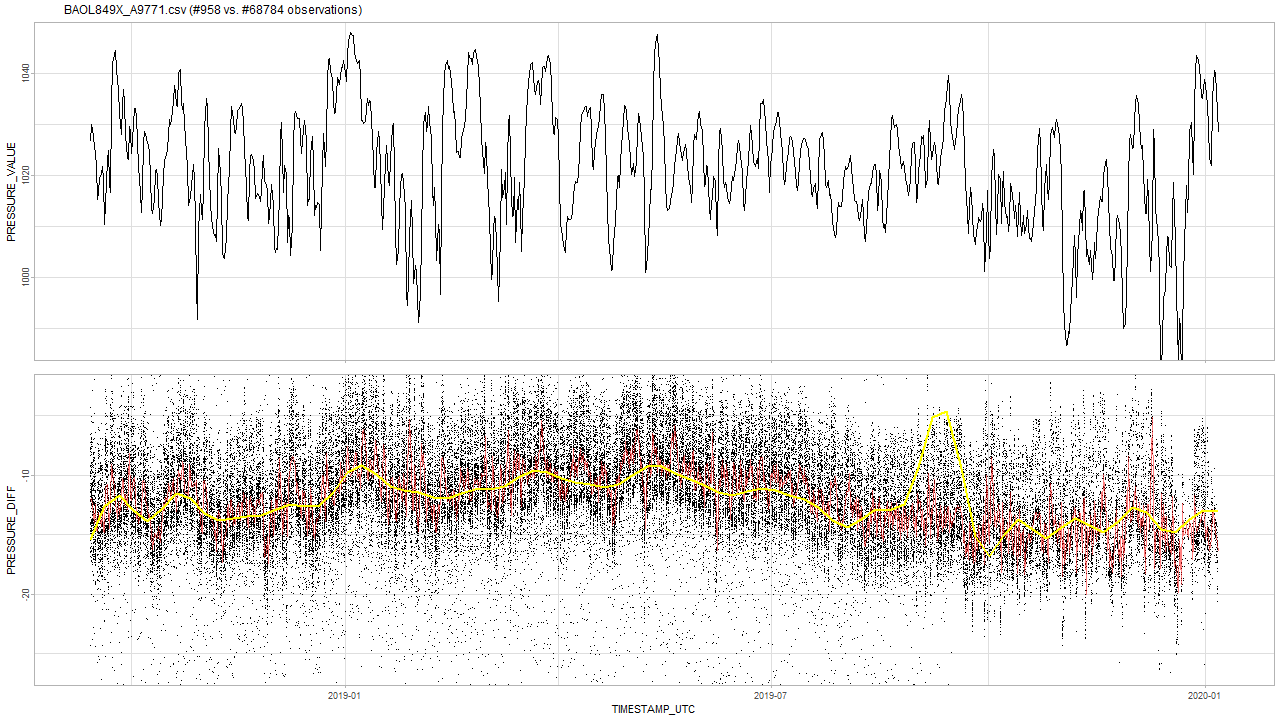 BAOL849X_A9771.csv (#958 vs. #68784 observations)
PRESSURE_VALUE
1040
1020
1000
PRESSURE_DIFF
-10
-20
2019-01
2019-07
2020-01
TIMESTAMP_UTC